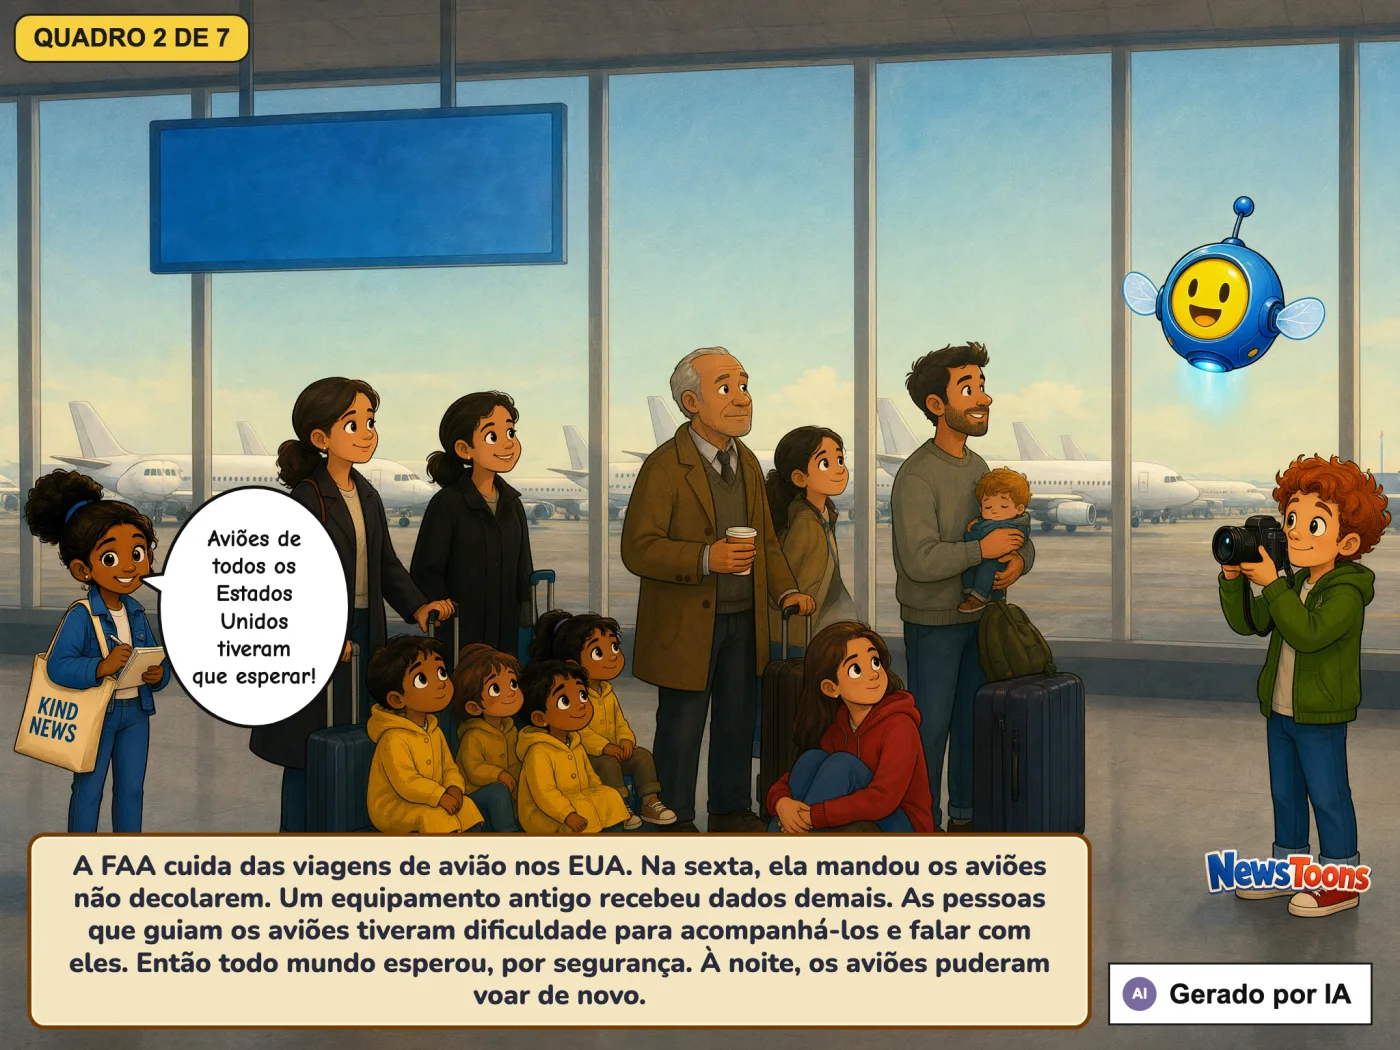 QUADRO 2 DE 7
Aviões de
todos os
Estados
Unidos
tiveram
que esperar!
KIND
NEWS
A FAA cuida das viagens de avião nos EUA. Na sexta, ela mandou os aviões
não decolarem. Um equipamento antigo recebeu dados demais. As pessoas
que guiam os aviões tiveram dificuldade para acompanhá-los e falar com
eles. Então todo mundo esperou, por segurança. À noite, os aviões puderam
voar de novo.
NewsToons
AI Gerado por IA